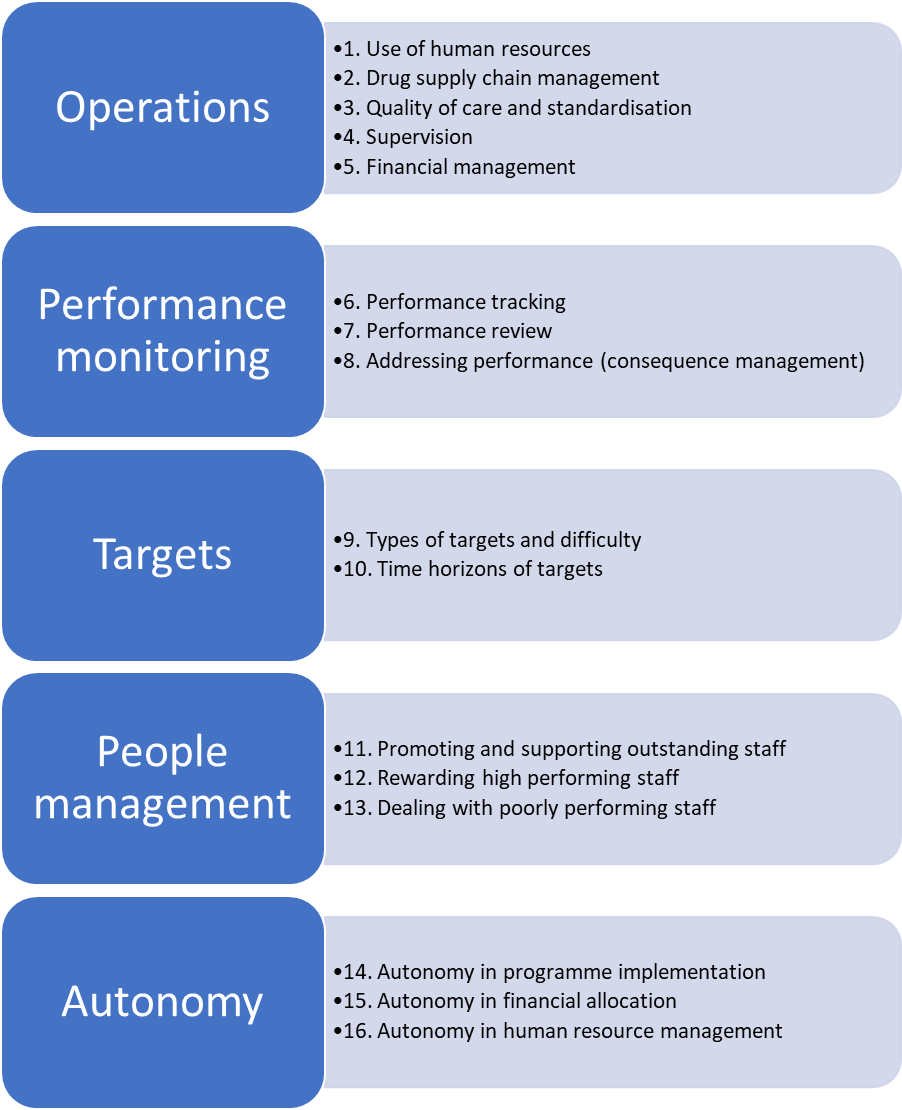 Operations
•1. Use of human resources
•2. Drug supply chain management
•3. Quality of care and standardisation
•4. Supervision
•5. Financial management
Performance
monitoring
•6. Performance tracking
•7. Performance review
•8. Addressing performance (consequence management)
Targets
•9. Types of targets and difficulty
•10. Time horizons of targets
People
management
•11. Promoting and supporting outstanding staff
•12. Rewarding high performing staff
•13. Dealing with poorly performing staff
Autonomy
•14. Autonomy in programme implementation
•15. Autonomy in financial allocation
•16. Autonomy in human resource management